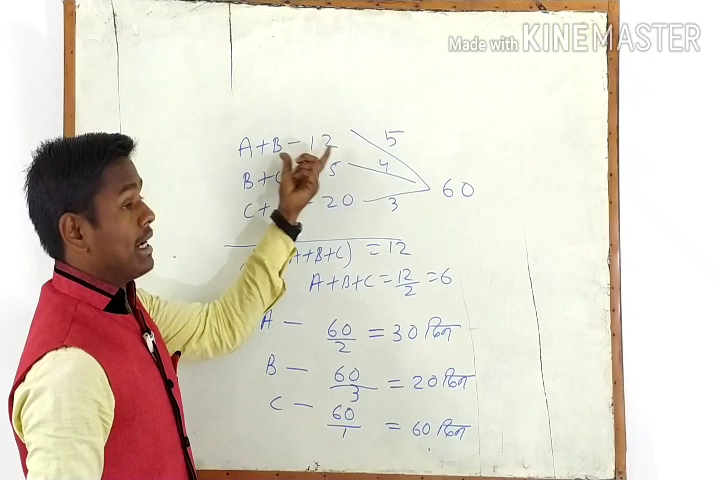 Made with KINEMASTER
A+B-12 5
B+C 5 4 60
C+ -20 3
A+B+C) = 12
A+B+C = 12/2 = 6
A - 60/2 = 30 दिन
B - 60/3 = 20 दिन
C - 60/1 = 60 दिन